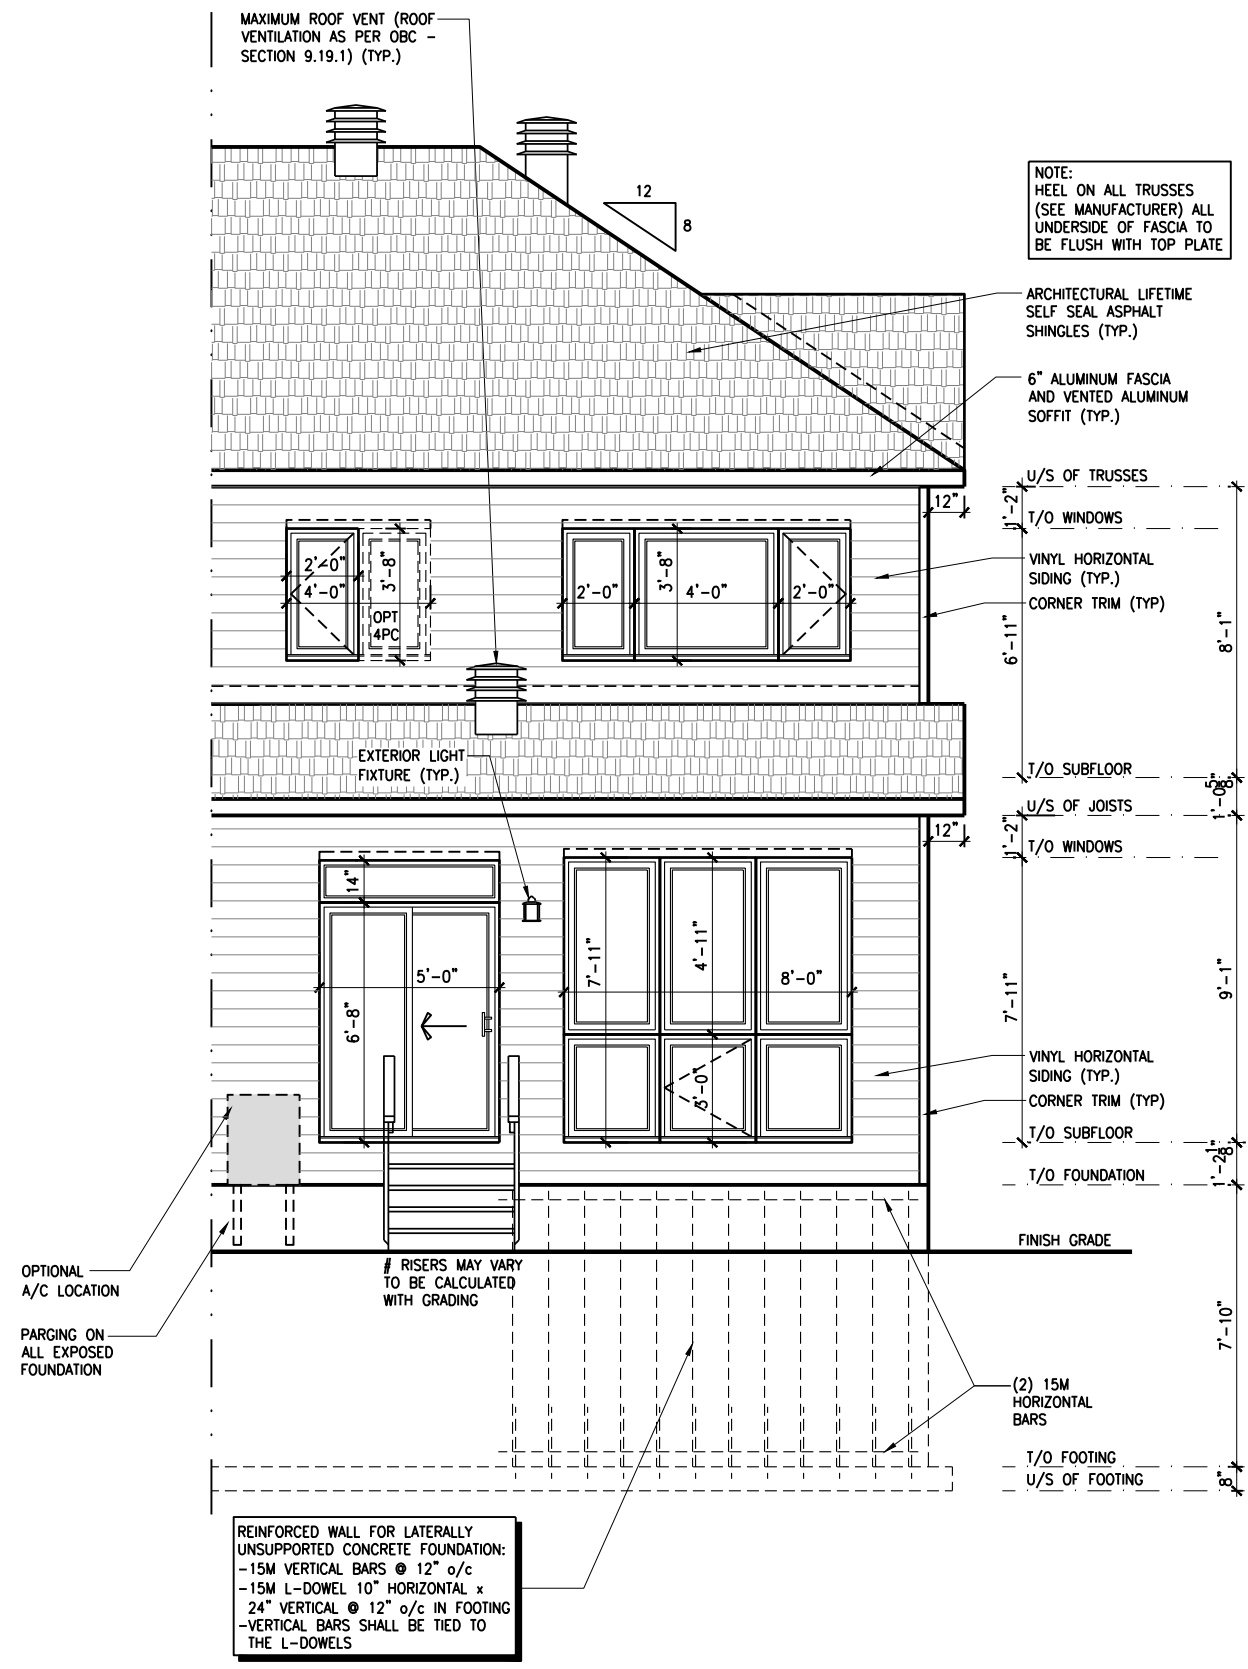 MAXIMUM ROOF VENT (ROOF
VENTILATION AS PER OBC -
SECTION 9.19.1) (TYP.)
12
8
NOTE:
HEEL ON ALL TRUSSES
(SEE MANUFACTURER) ALL
UNDERSIDE OF FASCIA TO
BE FLUSH WITH TOP PLATE
ARCHITECTURAL LIFETIME
SELF SEAL ASPHALT
SHINGLES (TYP.)
6" ALUMINUM FASCIA
AND VENTED ALUMINUM
SOFFIT (TYP.)
U/S OF TRUSSES
12"
1'-2"
T/O WINDOWS
2'-0"
4'-0"
3'-8"
OPT
4PC
2'-0"
3'-8"
4'-0"
2'-0"
VINYL HORIZONTAL
SIDING (TYP.)
CORNER TRIM (TYP)
6'-11"
8'-1"
EXTERIOR LIGHT
FIXTURE (TYP.)
T/O SUBFLOOR
1'-0 5/8"
U/S OF JOISTS
12"
1'-2"
T/O WINDOWS
14"
5'-0"
6'-8"
7'-11"
4'-11"
8'-0"
3'-0"
7'-11"
9'-1"
VINYL HORIZONTAL
SIDING (TYP.)
CORNER TRIM (TYP)
T/O SUBFLOOR
1'-2 1/8"
T/O FOUNDATION
FINISH GRADE
OPTIONAL
A/C LOCATION
# RISERS MAY VARY
TO BE CALCULATED
WITH GRADING
PARGING ON
ALL EXPOSED
FOUNDATION
7'-10"
(2) 15M
HORIZONTAL
BARS
T/O FOOTING
U/S OF FOOTING
8"
REINFORCED WALL FOR LATERALLY
UNSUPPORTED CONCRETE FOUNDATION:
-15M VERTICAL BARS @ 12" o/c
-15M L-DOWEL 10" HORIZONTAL x
24" VERTICAL @ 12" o/c IN FOOTING
-VERTICAL BARS SHALL BE TIED TO
THE L-DOWELS